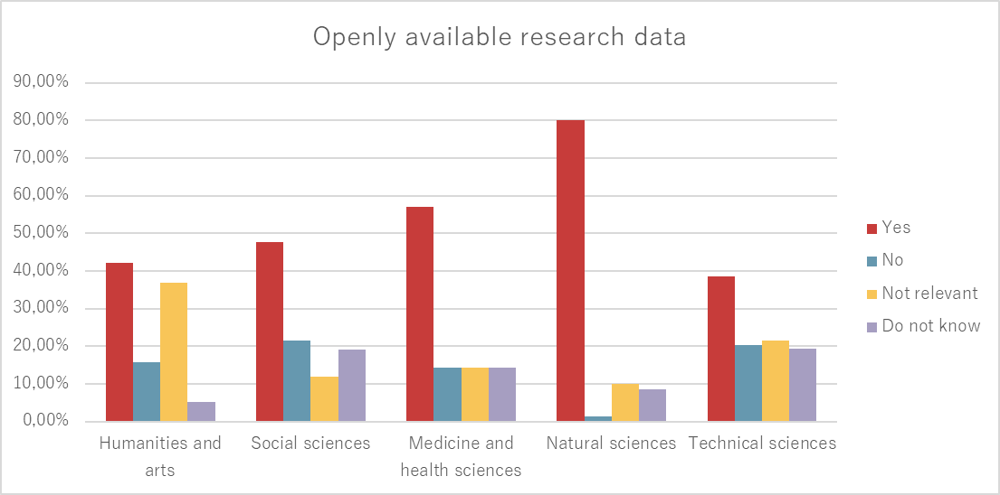 Openly available research data
90,00%
80,00%
70,00%
60,00%
50,00%
40,00%
30,00%
20,00%
10,00%
0,00%
Humanities and
arts
Social sciences
Medicine and
health sciences
Natural sciences
Technical sciences
Yes
No
Not relevant
Do not know